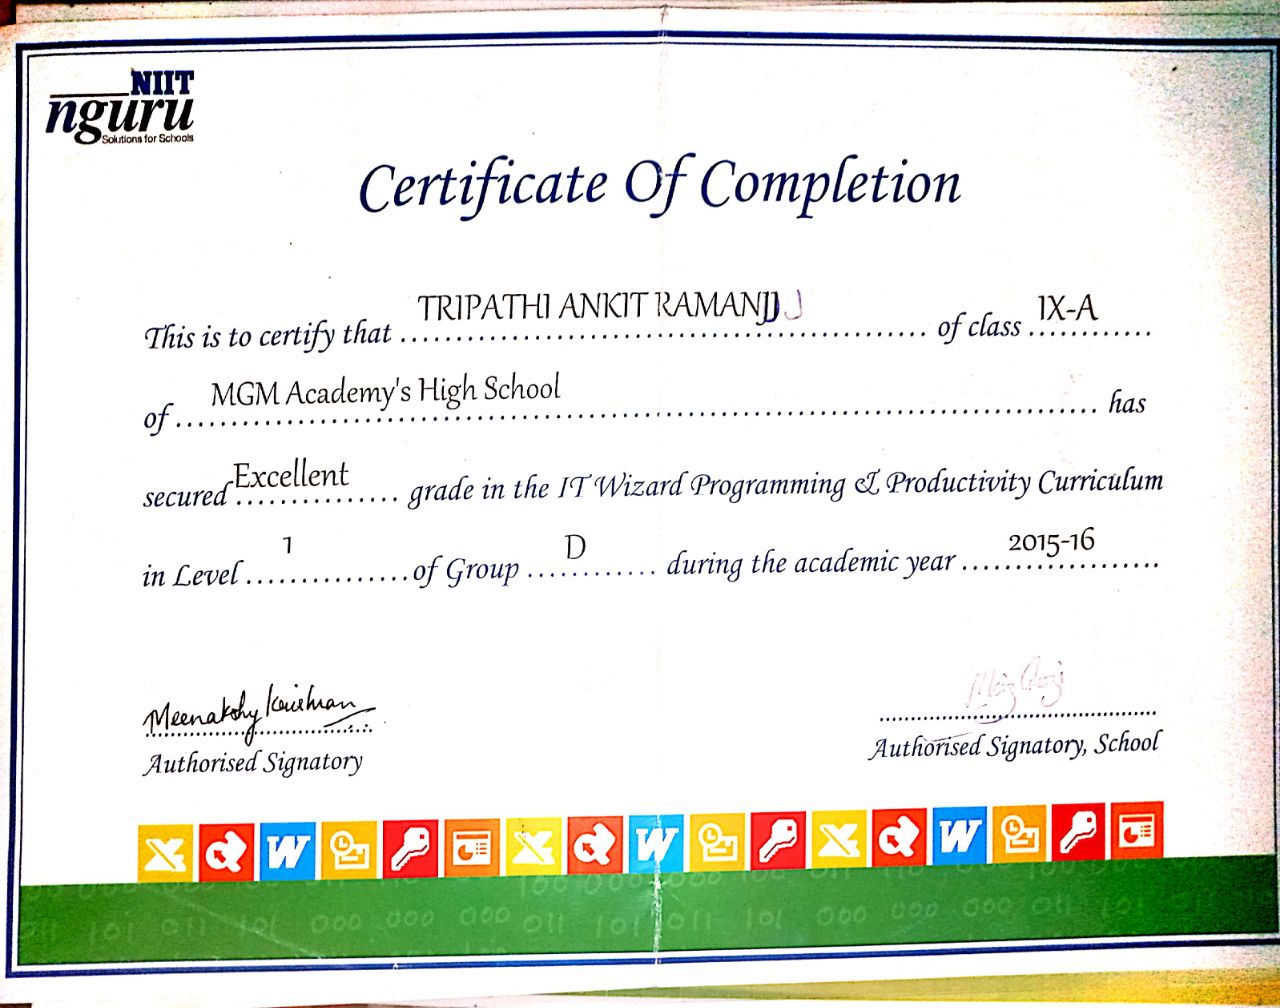 NIIT
nguru
Solutions for Schools
Certificate Of Completion
This is to certify that TRIPATHI ANKIT RAMANJJ J of class IX-A
of MGM Academy's High School has
secured Excellent grade in the IT Wizard Programming & Productivity Curriculum
in Level 1 of Group D during the academic year 2015-16
Meenakshy Krishnan
Authorised Signatory Authorised Signatory, School